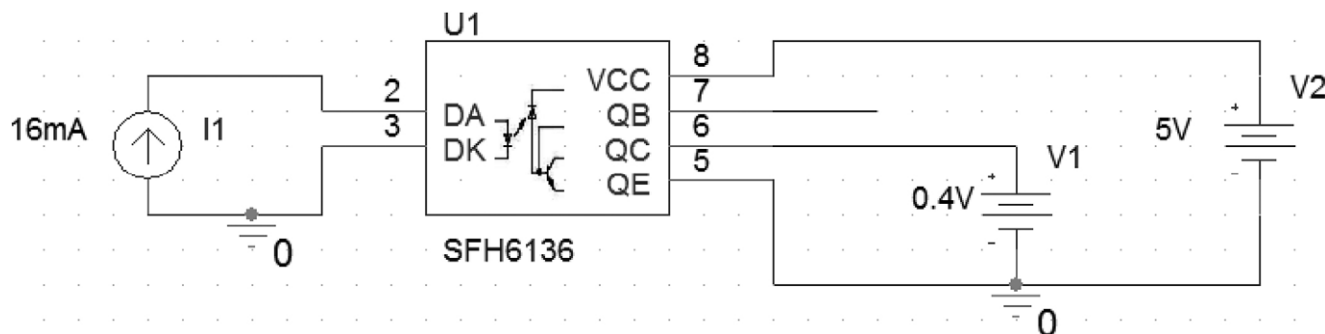 U1
8
VCC
V2
2
7
DA
QB
5V
16mA
I1
3
6
DK
QC
V1
5
QE
0.4V
0
SFH6136
0